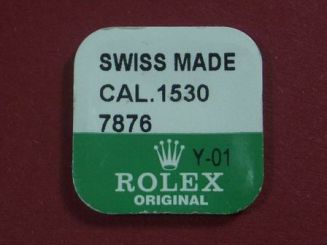 SWISS MADE
CAL.1530
7876
Y-01
ROLEX
ORIGINAL